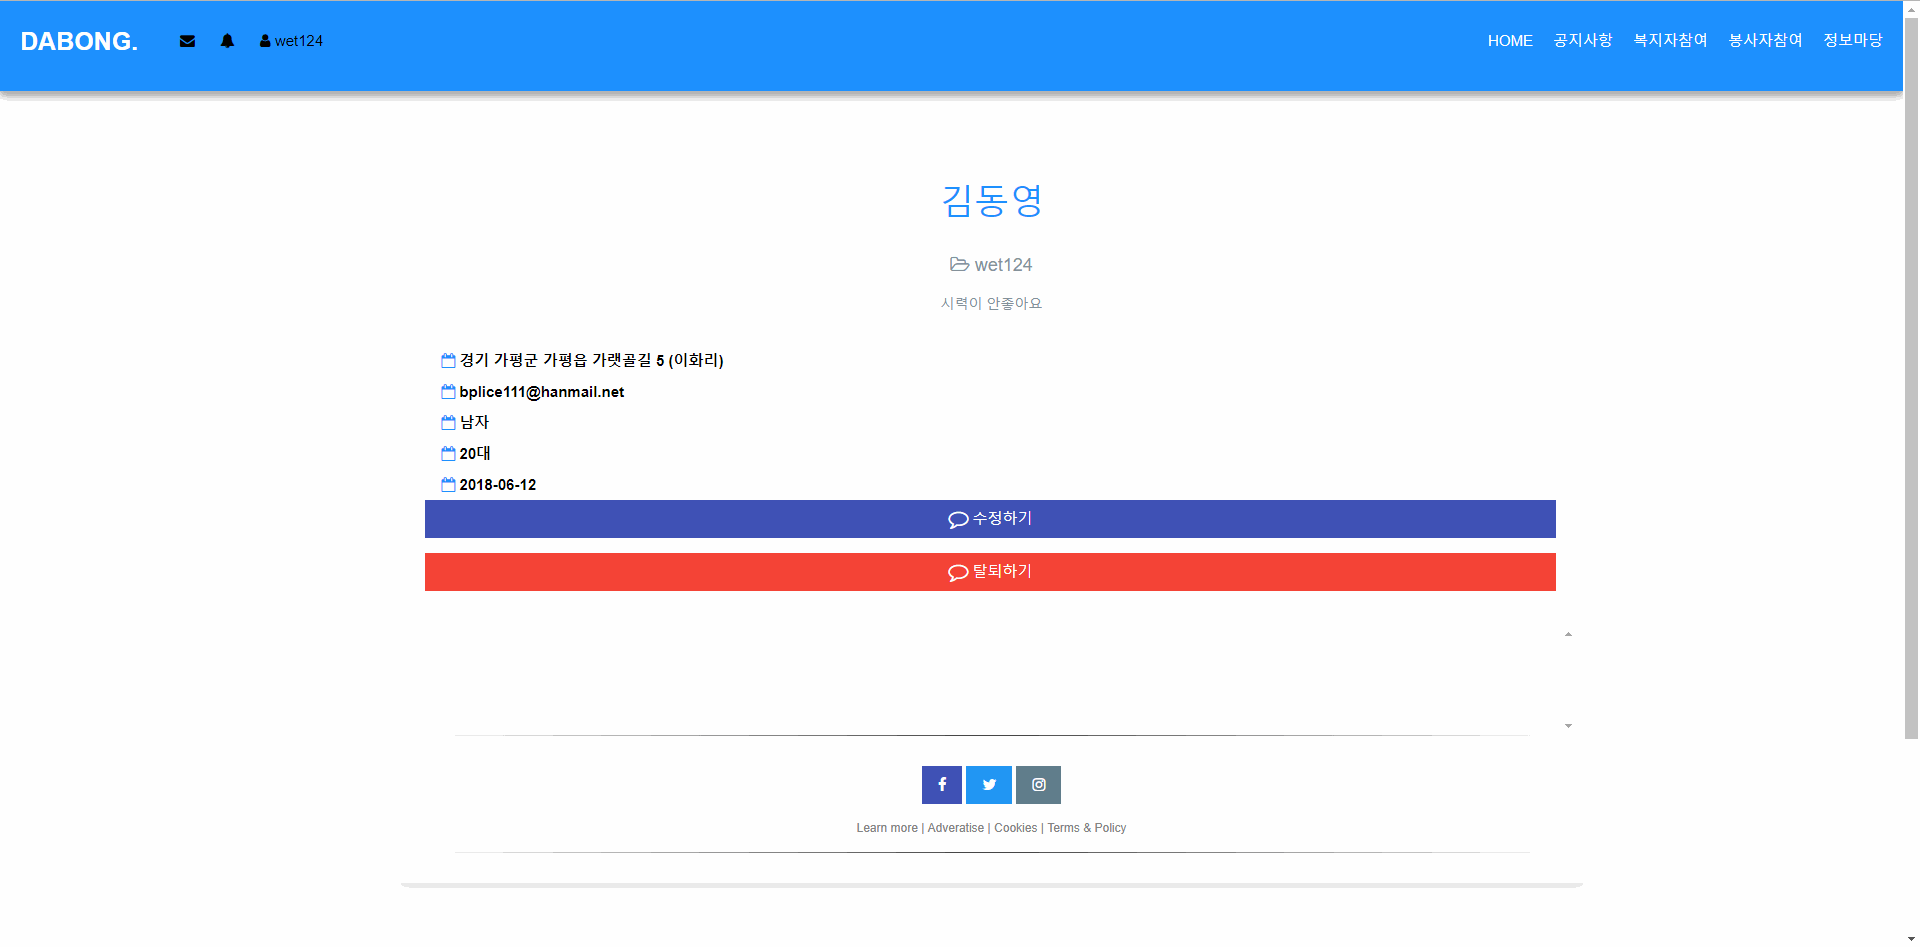 DABONG. wet124 HOME 공지사항 복지자참여 봉사자참여 정보마당
김동영
wet124
시력이 안좋아요
경기 가평군 가평읍 가랫골길 5 (이화리)
bplice111@hanmail.net
남자
20대
2018-06-12
수정하기
탈퇴하기
Learn more | Adveratise | Cookies | Terms & Policy